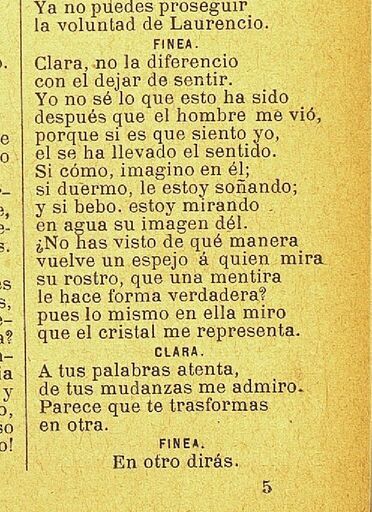 Ya no puedes proseguir
la voluntad de Laurencio.
FINEA.
Clara, no la diferencio
con el dejar de sentir.
Yo no sé lo que esto ha sido
después que el hombre me vió,
porque si es que siento yo,
el se ha llevado el sentido.
Si cómo, imagino en él;
si duermo, le estoy soñando;
y si bebo. estoy mirando
en agua su imagen dél.
¿No has visto de qué manera
vuelve un espejo á quien mira
su rostro, que una mentira
le hace forma verdadera?
pues lo mismo en ella miro
que el cristal me representa.
CLARA.
A tus palabras atenta,
de tus mudanzas me admiro.
Parece que te trasformas
en otra.
FINEA.
En otro dirás.
5